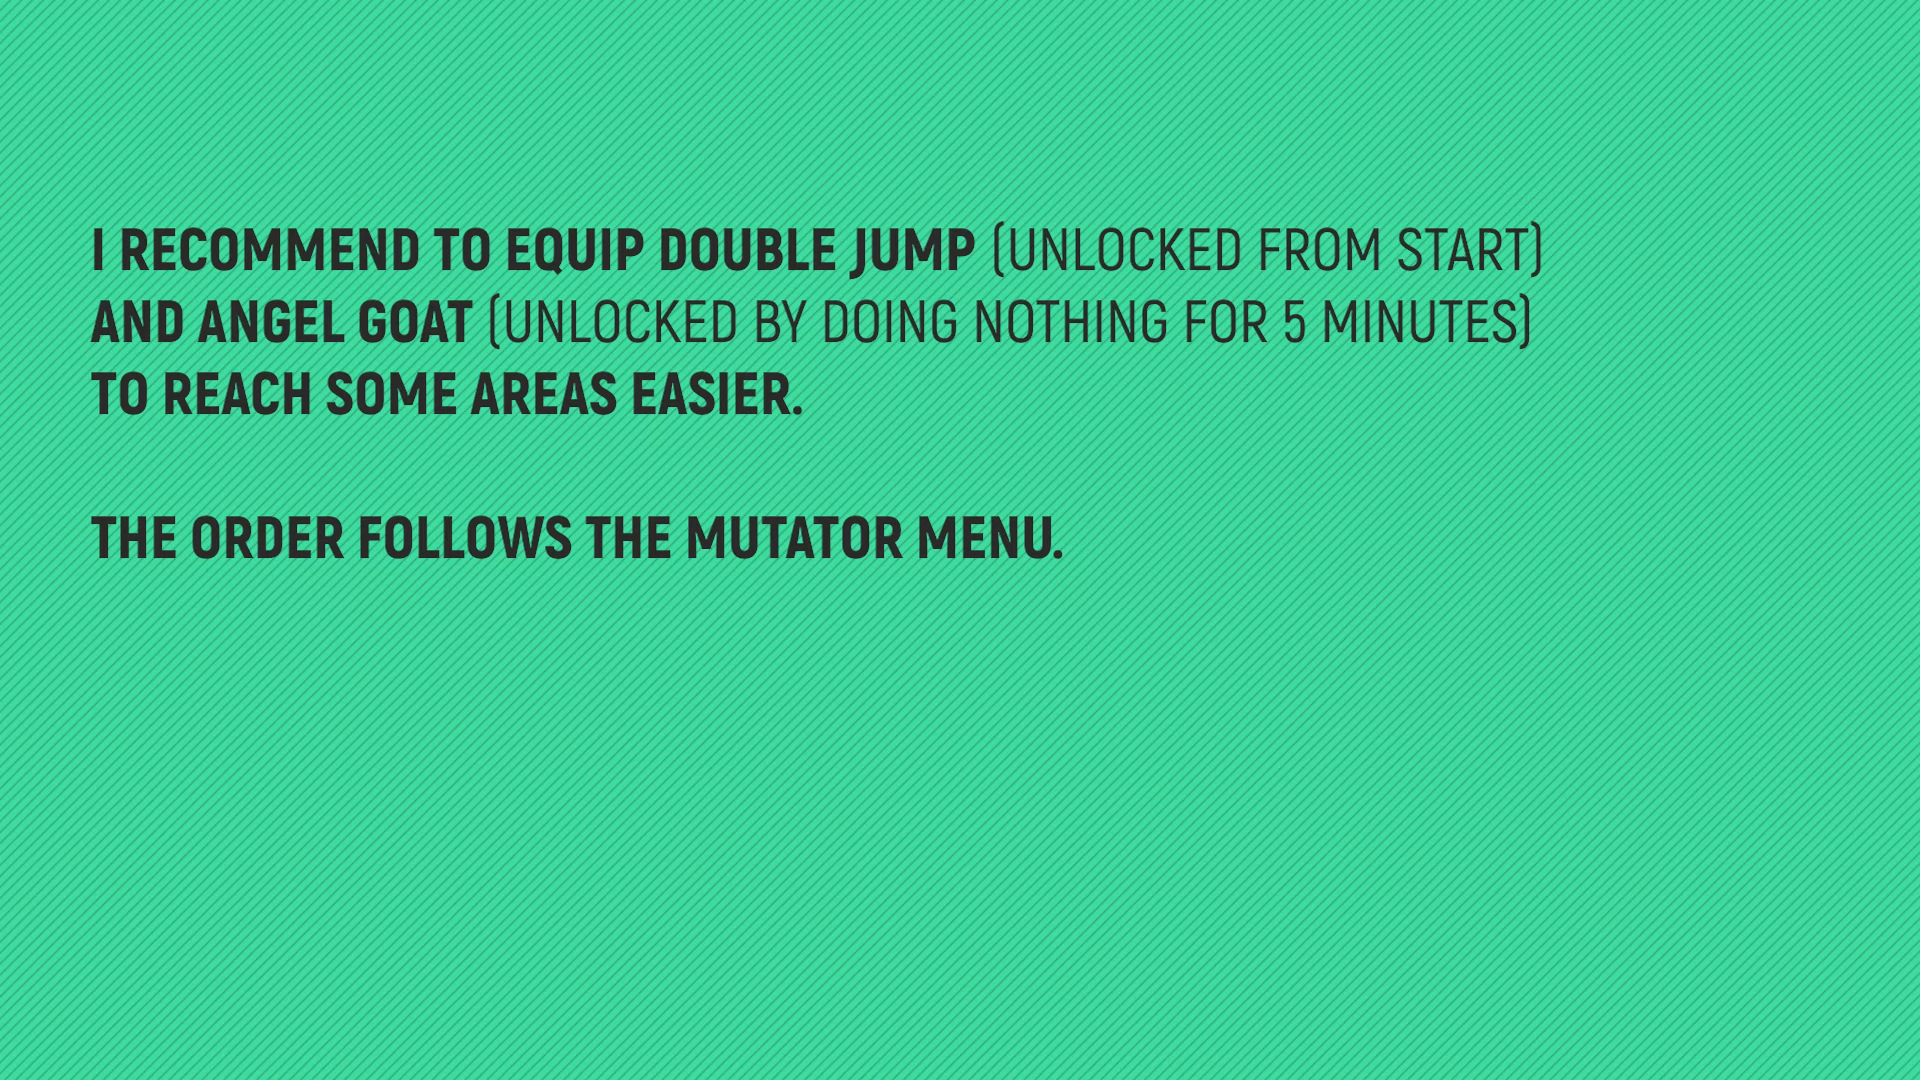 I RECOMMEND TO EQUIP DOUBLE JUMP (UNLOCKED FROM START)
AND ANGEL GOAT (UNLOCKED BY DOING NOTHING FOR 5 MINUTES)
TO REACH SOME AREAS EASIER.
THE ORDER FOLLOWS THE MUTATOR MENU.